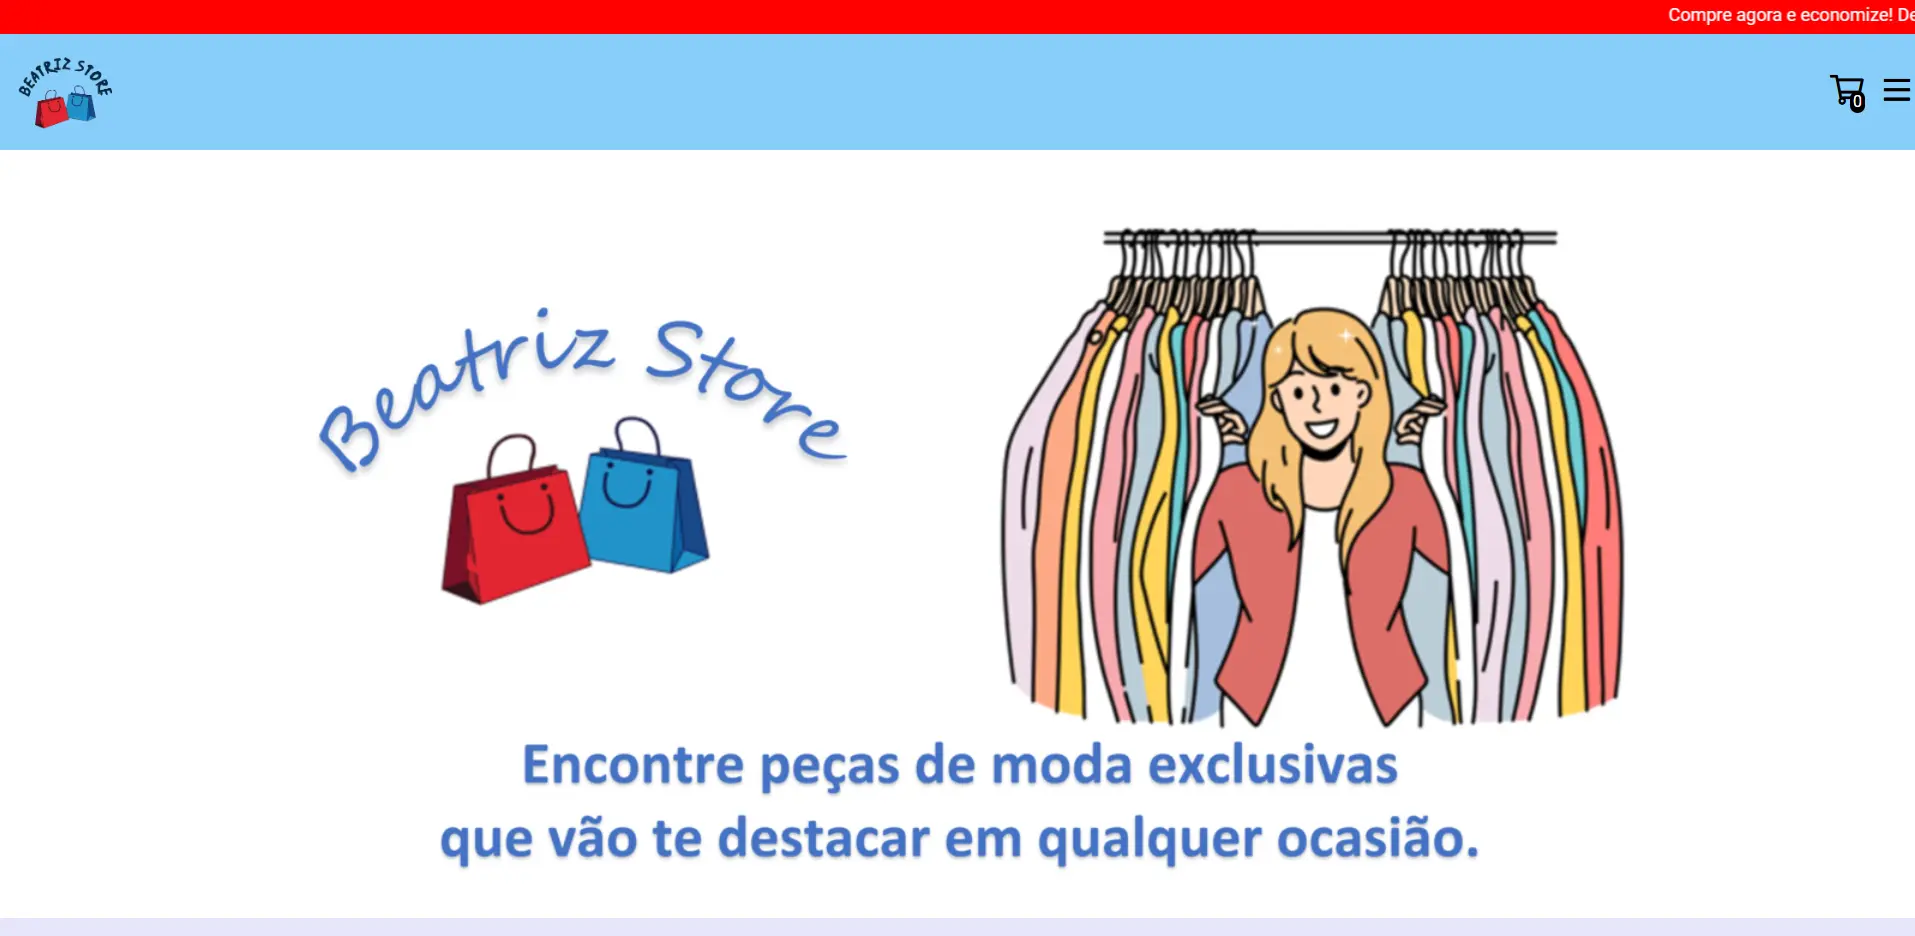 Compre agora e economize!
BEATRIZ STORE
0
Beatriz Store
Encontre peças de moda exclusivas
que vão te destacar em qualquer ocasião.